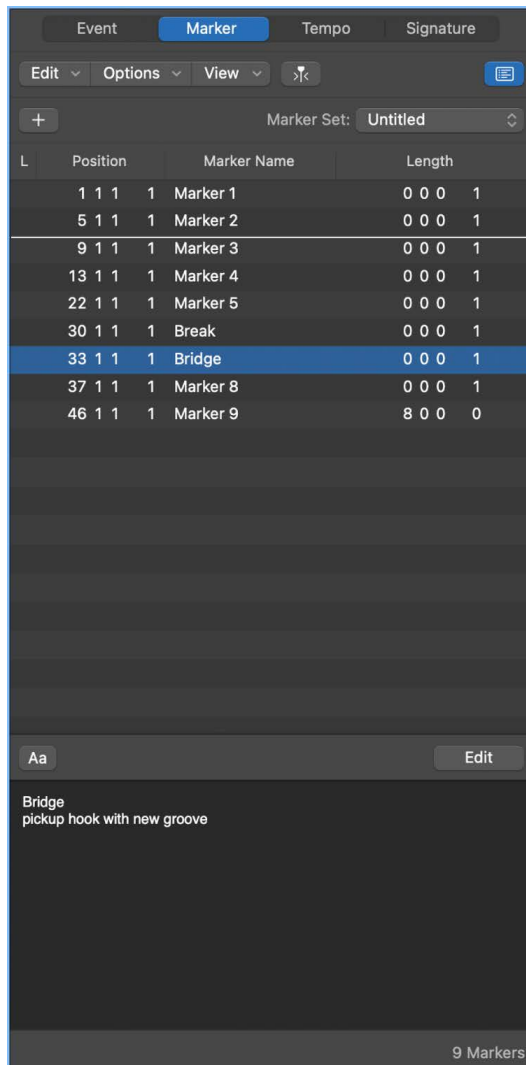 Event Marker Tempo Signature
Edit Options View
+ Marker Set: Untitled
L Position Marker Name Length
1 1 1 1 Marker 1 0 0 0 1
5 1 1 1 Marker 2 0 0 0 1
9 1 1 1 Marker 3 0 0 0 1
13 1 1 1 Marker 4 0 0 0 1
22 1 1 1 Marker 5 0 0 0 1
30 1 1 1 Break 0 0 0 1
33 1 1 1 Bridge 0 0 0 1
37 1 1 1 Marker 8 0 0 0 1
46 1 1 1 Marker 9 8 0 0 0
Aa Edit
Bridge
pickup hook with new groove
9 Markers